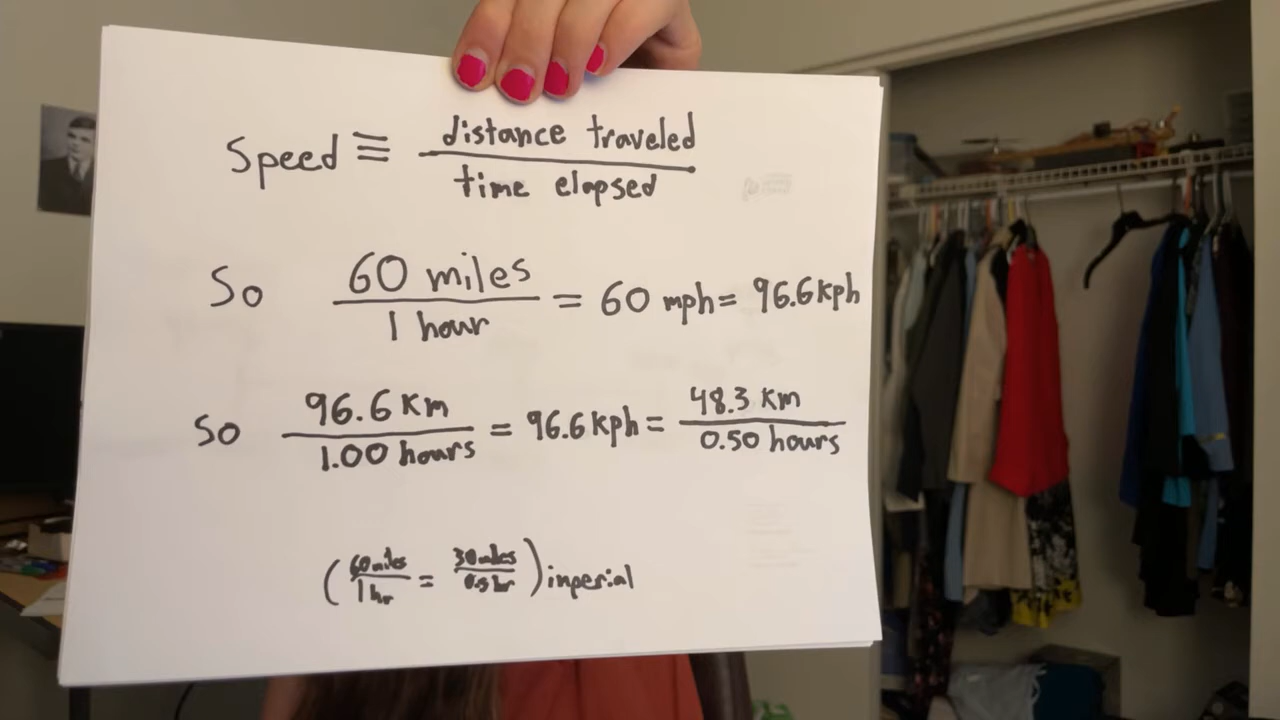 Speed ≡ distance traveled / time elapsed
So 60 miles / 1 hour = 60 mph = 96.6 kph
So 96.6 Km / 1.00 hours = 96.6 kph = 48.3 Km / 0.50 hours
(60 miles / 1 hr = 30 miles / 0.5 hr) imperial